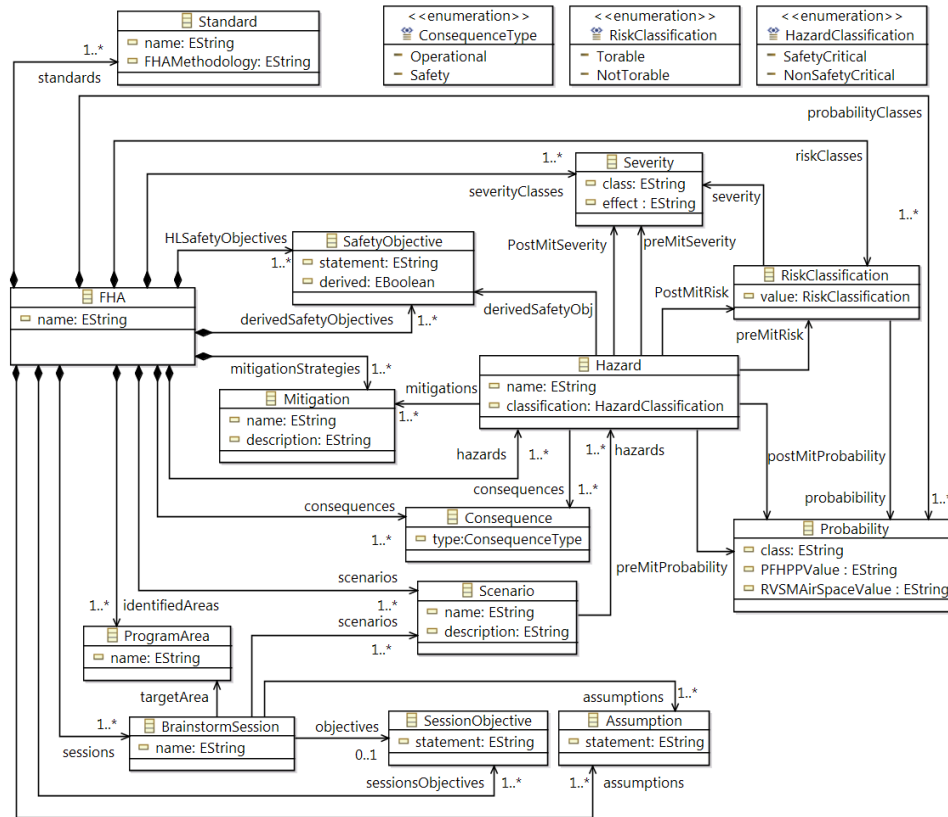 Standard
name: EString
FHAMethodology: EString
1..*
standards
<<enumeration>>
ConsequenceType
Operational
Safety
<<enumeration>>
RiskClassification
Torable
NotTorable
<<enumeration>>
HazardClassification
SafetyCritical
NonSafetyCritical
probabilityClasses
1..*
riskClasses
1..*
severityClasses
Severity
class: EString
effect : EString
severity
HLSafetyObjectives
1..*
SafetyObjective
statement: EString
derived: EBoolean
PostMitSeverity
preMitSeverity
RiskClassification
value: RiskClassification
FHA
name: EString
derivedSafetyObjectives
1..*
derivedSafetyObj
PostMitRisk
preMitRisk
mitigationStrategies
1..*
Hazard
name: EString
classification: HazardClassification
mitigations
1..*
Mitigation
name: EString
description: EString
hazards
1..*
1..*
hazards
postMitProbability
consequences
1..*
probabibility
1..*
consequences
1..*
Consequence
type:ConsequenceType
Probability
class: EString
PFHPPValue : EString
RVSMAirSpaceValue : EString
preMitProbability
scenarios
1..*
Scenario
name: EString
description: EString
scenarios
1..*
1..*
identifiedAreas
ProgramArea
name: EString
targetArea
assumptions
1..*
1..*
sessions
BrainstormSession
name: EString
objectives
0..1
SessionObjective
statement: EString
Assumption
statement: EString
sessionsObjectives
1..*
1..*
assumptions